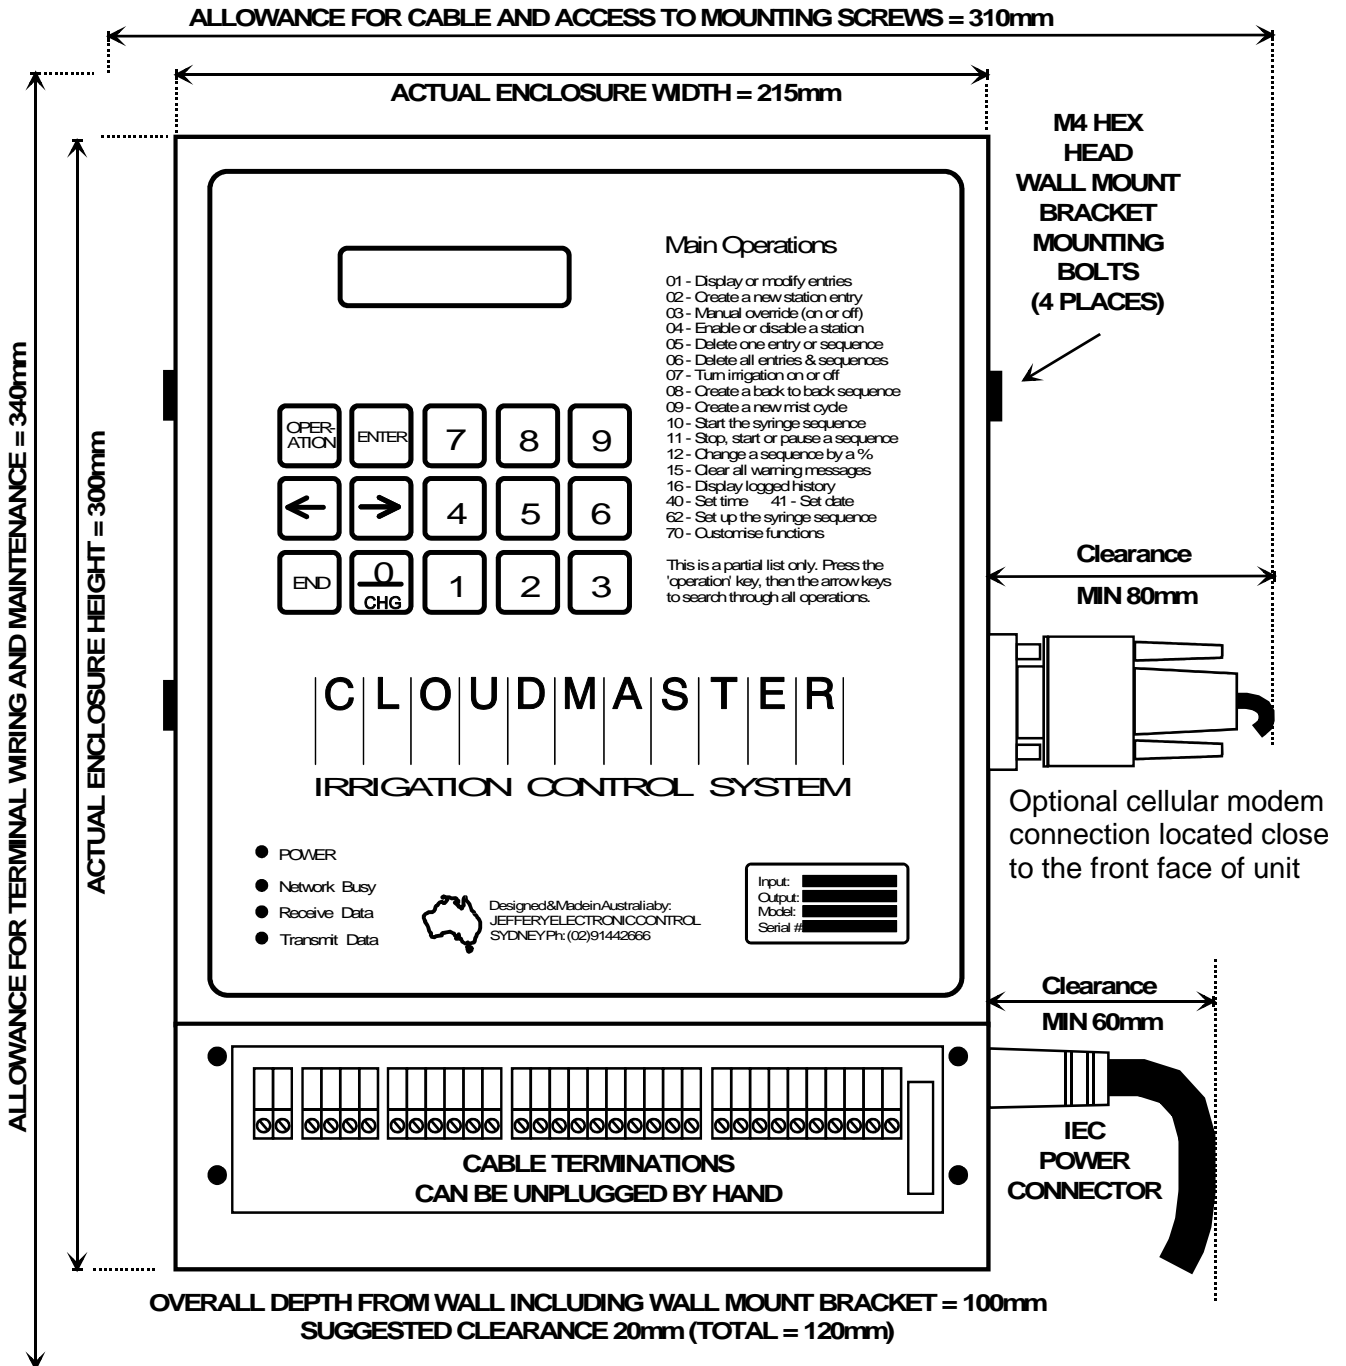 ALLOWANCE FOR CABLE AND ACCESS TO MOUNTING SCREWS = 310mm
ACTUAL ENCLOSURE WIDTH = 215mm
ALLOWANCE FOR TERMINAL WIRING AND MAINTENANCE = 340mm
ACTUAL ENCLOSURE HEIGHT = 300mm
M4 HEX
HEAD
WALL MOUNT
BRACKET
MOUNTING
BOLTS
(4 PLACES)
Main Operations
01 - Display or modify entries
02 - Create a new station entry
03 - Manual override (on or off)
04 - Enable or disable a station
05 - Delete one entry or sequence
06 - Delete all entries & sequences
07 - Turn irrigation on or off
08 - Create a back to back sequence
09 - Create a new mist cycle
10 - Start the syringe sequence
11 - Stop, start or pause a sequence
12 - Change a sequence by a %
15 - Clear all warning messages
16 - Display logged history
40 - Set time 41 - Set date
62 - Set up the syringe sequence
70 - Customise functions
This is a partial list only. Press the
'operation' key, then the arrow keys
to search through all operations.
OPER-
ATION
ENTER
7
8
9
4
5
6
END
0
CHG
1
2
3
Clearance
MIN 80mm
CLOUDMASTER
IRRIGATION CONTROL SYSTEM
Optional cellular modem
connection located close
to the front face of unit
POWER
Network Busy
Receive Data
Transmit Data
Designed & Made in Australia by:
JEFFERY ELECTRONIC CONTROL
SYDNEY Ph: (02) 91442666
Input:
Output:
Model:
Serial #
Clearance
MIN 60mm
IEC
POWER
CONNECTOR
CABLE TERMINATIONS
CAN BE UNPLUGGED BY HAND
OVERALL DEPTH FROM WALL INCLUDING WALL MOUNT BRACKET = 100mm
SUGGESTED CLEARANCE 20mm (TOTAL = 120mm)